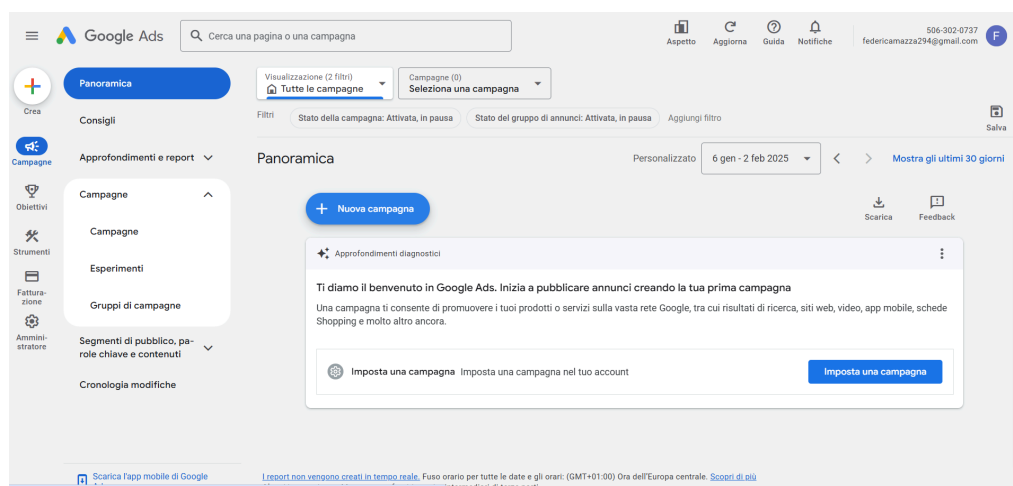 Google Ads
Cerca una pagina o una campagna
Aspetto
Aggiorna
Guida
Notifiche
506-302-0737
federicamazza294@gmail.com
F
Crea
Campagne
Obiettivi
Strumenti
Fattura-
zione
Ammini-
stratore
Panoramica
Consigli
Approfondimenti e report
Campagne
Campagne
Esperimenti
Gruppi di campagne
Segmenti di pubblico, pa-
role chiave e contenuti
Cronologia modifiche
Scarica l'app mobile di Google
Visualizzazione (2 filtri)
Tutte le campagne
Campagne (0)
Seleziona una campagna
Filtri
Stato della campagna: Attivata, in pausa
Stato del gruppo di annunci: Attivata, in pausa
Aggiungi filtro
Salva
Panoramica
Personalizzato
6 gen - 2 feb 2025
Mostra gli ultimi 30 giorni
Nuova campagna
Scarica
Feedback
Approfondimenti diagnostici
Ti diamo il benvenuto in Google Ads. Inizia a pubblicare annunci creando la tua prima campagna
Una campagna ti consente di promuovere i tuoi prodotti o servizi sulla vasta rete Google, tra cui risultati di ricerca, siti web, video, app mobile, schede
Shopping e molto altro ancora.
Imposta una campagna Imposta una campagna nel tuo account
Imposta una campagna
I report non vengono creati in tempo reale. Fuso orario per tutte le date e gli orari: (GMT+01:00) Ora dell'Europa centrale. Scopri di più